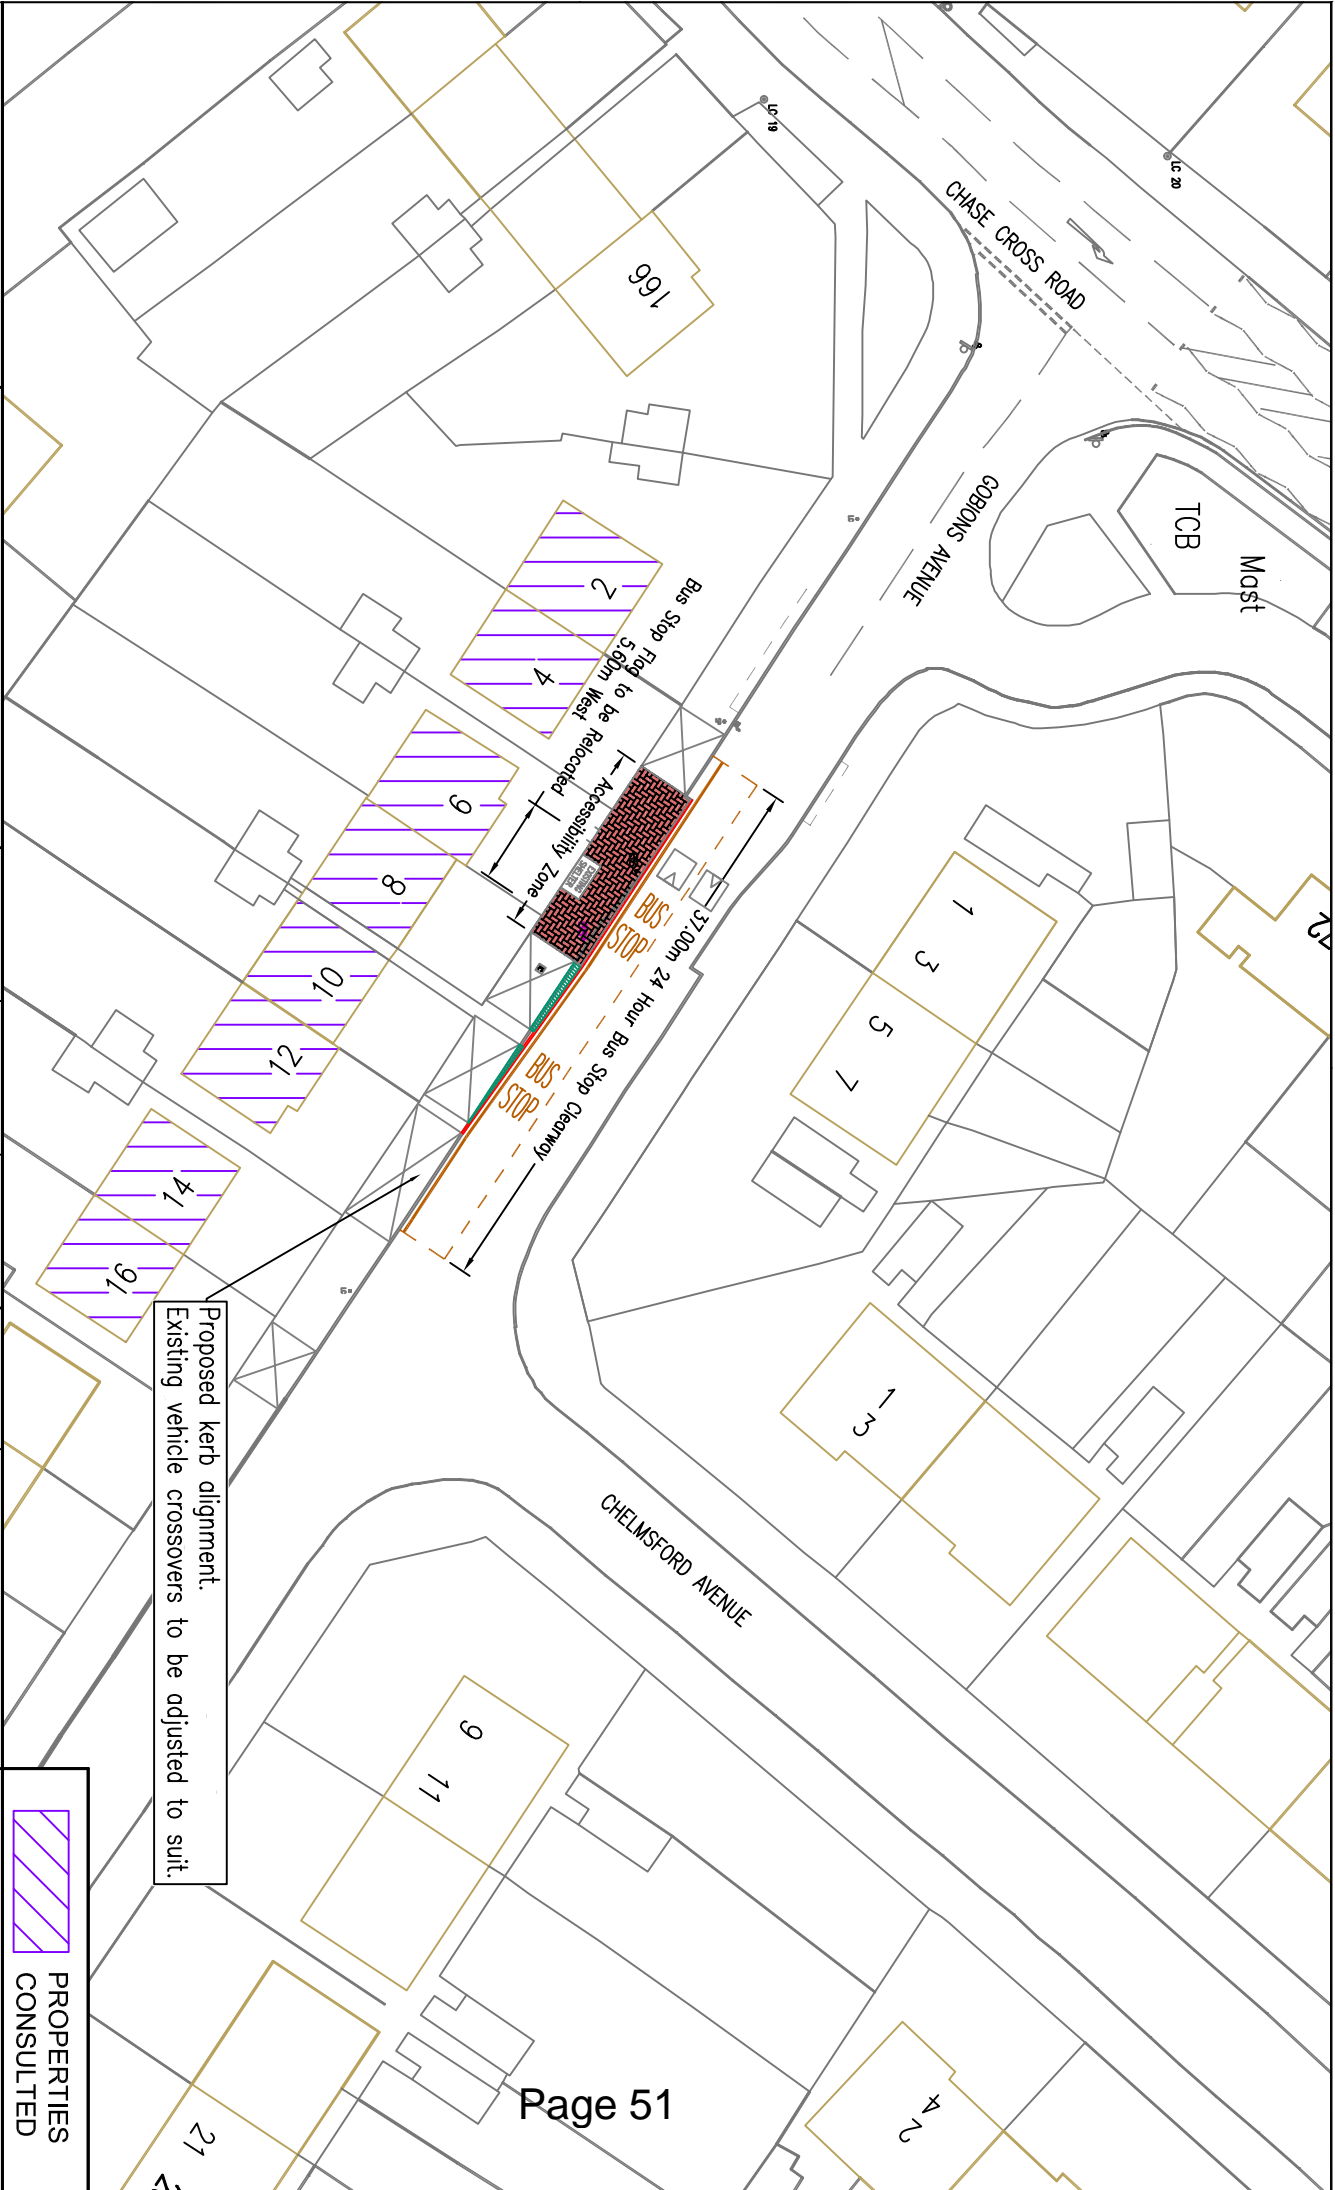 LC 19
LC 20
CHASE CROSS ROAD
166
GOBIONS AVENUE
TCB
Mast
72
2
4
6
8
10
12
14
16
Bus Stop Flag to be Relocated
5.60m West
Accessibility Zone
EXISTING
SHELTER
BUS
STOP
37.00m 24 Hour Bus Stop Clearway
BUS
STOP
1
3
5
7
1
3
CHELMSFORD AVENUE
Proposed kerb alignment.
Existing vehicle crossovers to be adjusted to suit.
9
11
2
4
21
PROPERTIES
CONSULTED
Page 51